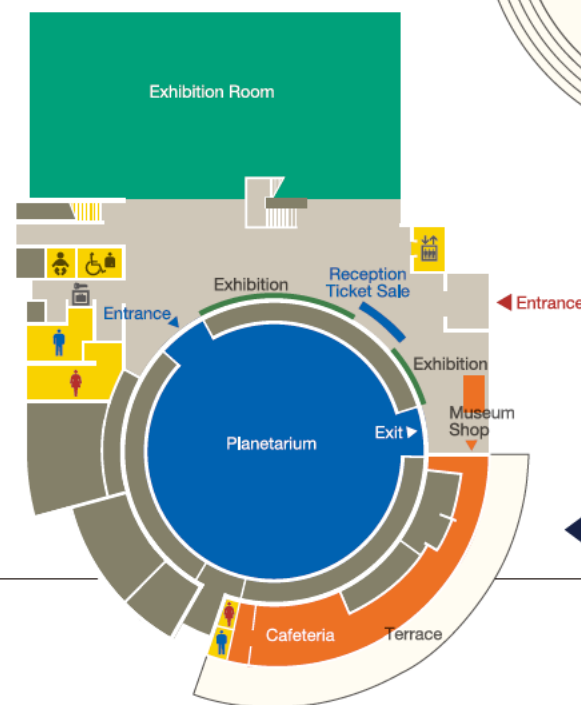 Exhibition Room
Exhibition
Reception
Ticket Sale
Entrance
Entrance
Exhibition
Museum
Shop
Exit
Planetarium
Cafeteria
Terrace